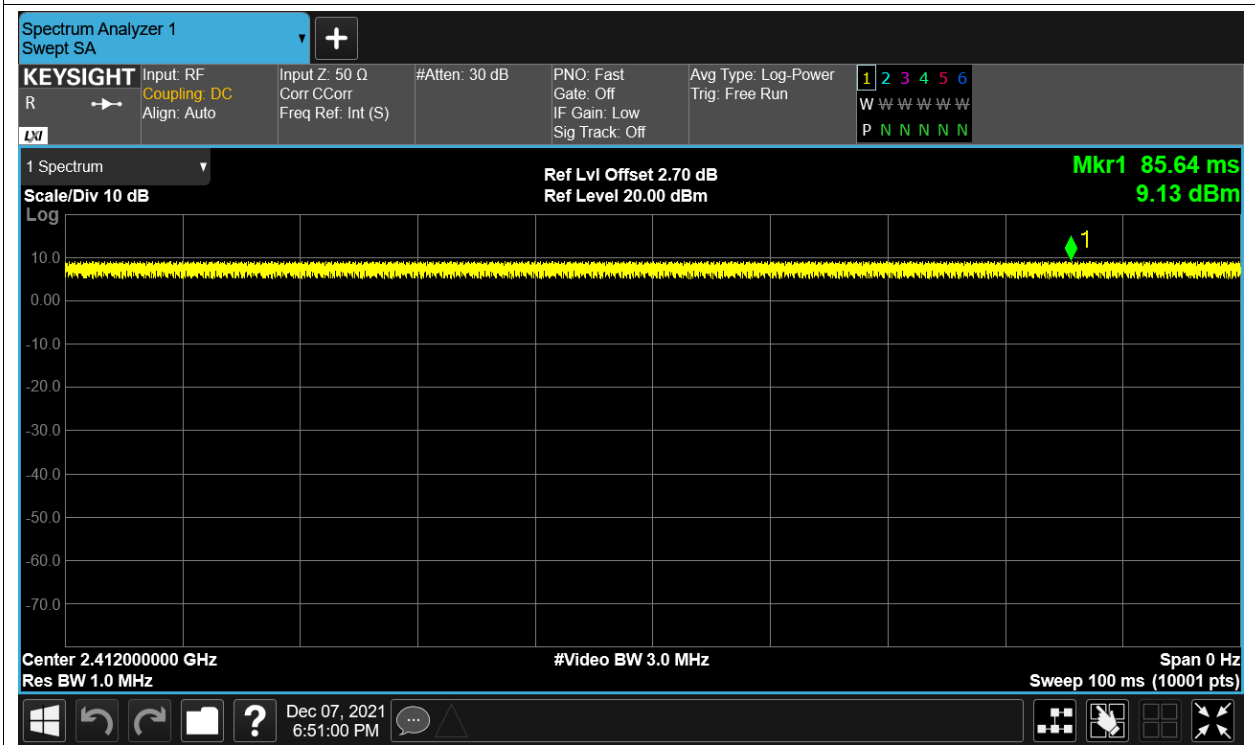 Spectrum Analyzer 1
Swept SA
KEYSIGHT
R
LXI
Input: RF
Coupling: DC
Align: Auto
Input Z: 50 Ω
Corr CCorr
Freq Ref: Int (S)
#Atten: 30 dB
PNO: Fast
Gate: Off
IF Gain: Low
Sig Track: Off
Avg Type: Log-Power
Trig: Free Run
1 2 3 4 5 6
W W W W W W
P N N N N N
1 Spectrum
Scale/Div 10 dB
Log
Ref Lvl Offset 2.70 dB
Ref Level 20.00 dBm
Mkr1 85.64 ms
9.13 dBm
1
10.0
0.00
-10.0
-20.0
-30.0
-40.0
-50.0
-60.0
-70.0
Center 2.412000000 GHz
Res BW 1.0 MHz
#Video BW 3.0 MHz
Span 0 Hz
Sweep 100 ms (10001 pts)
?
Dec 07, 2021
6:51:00 PM